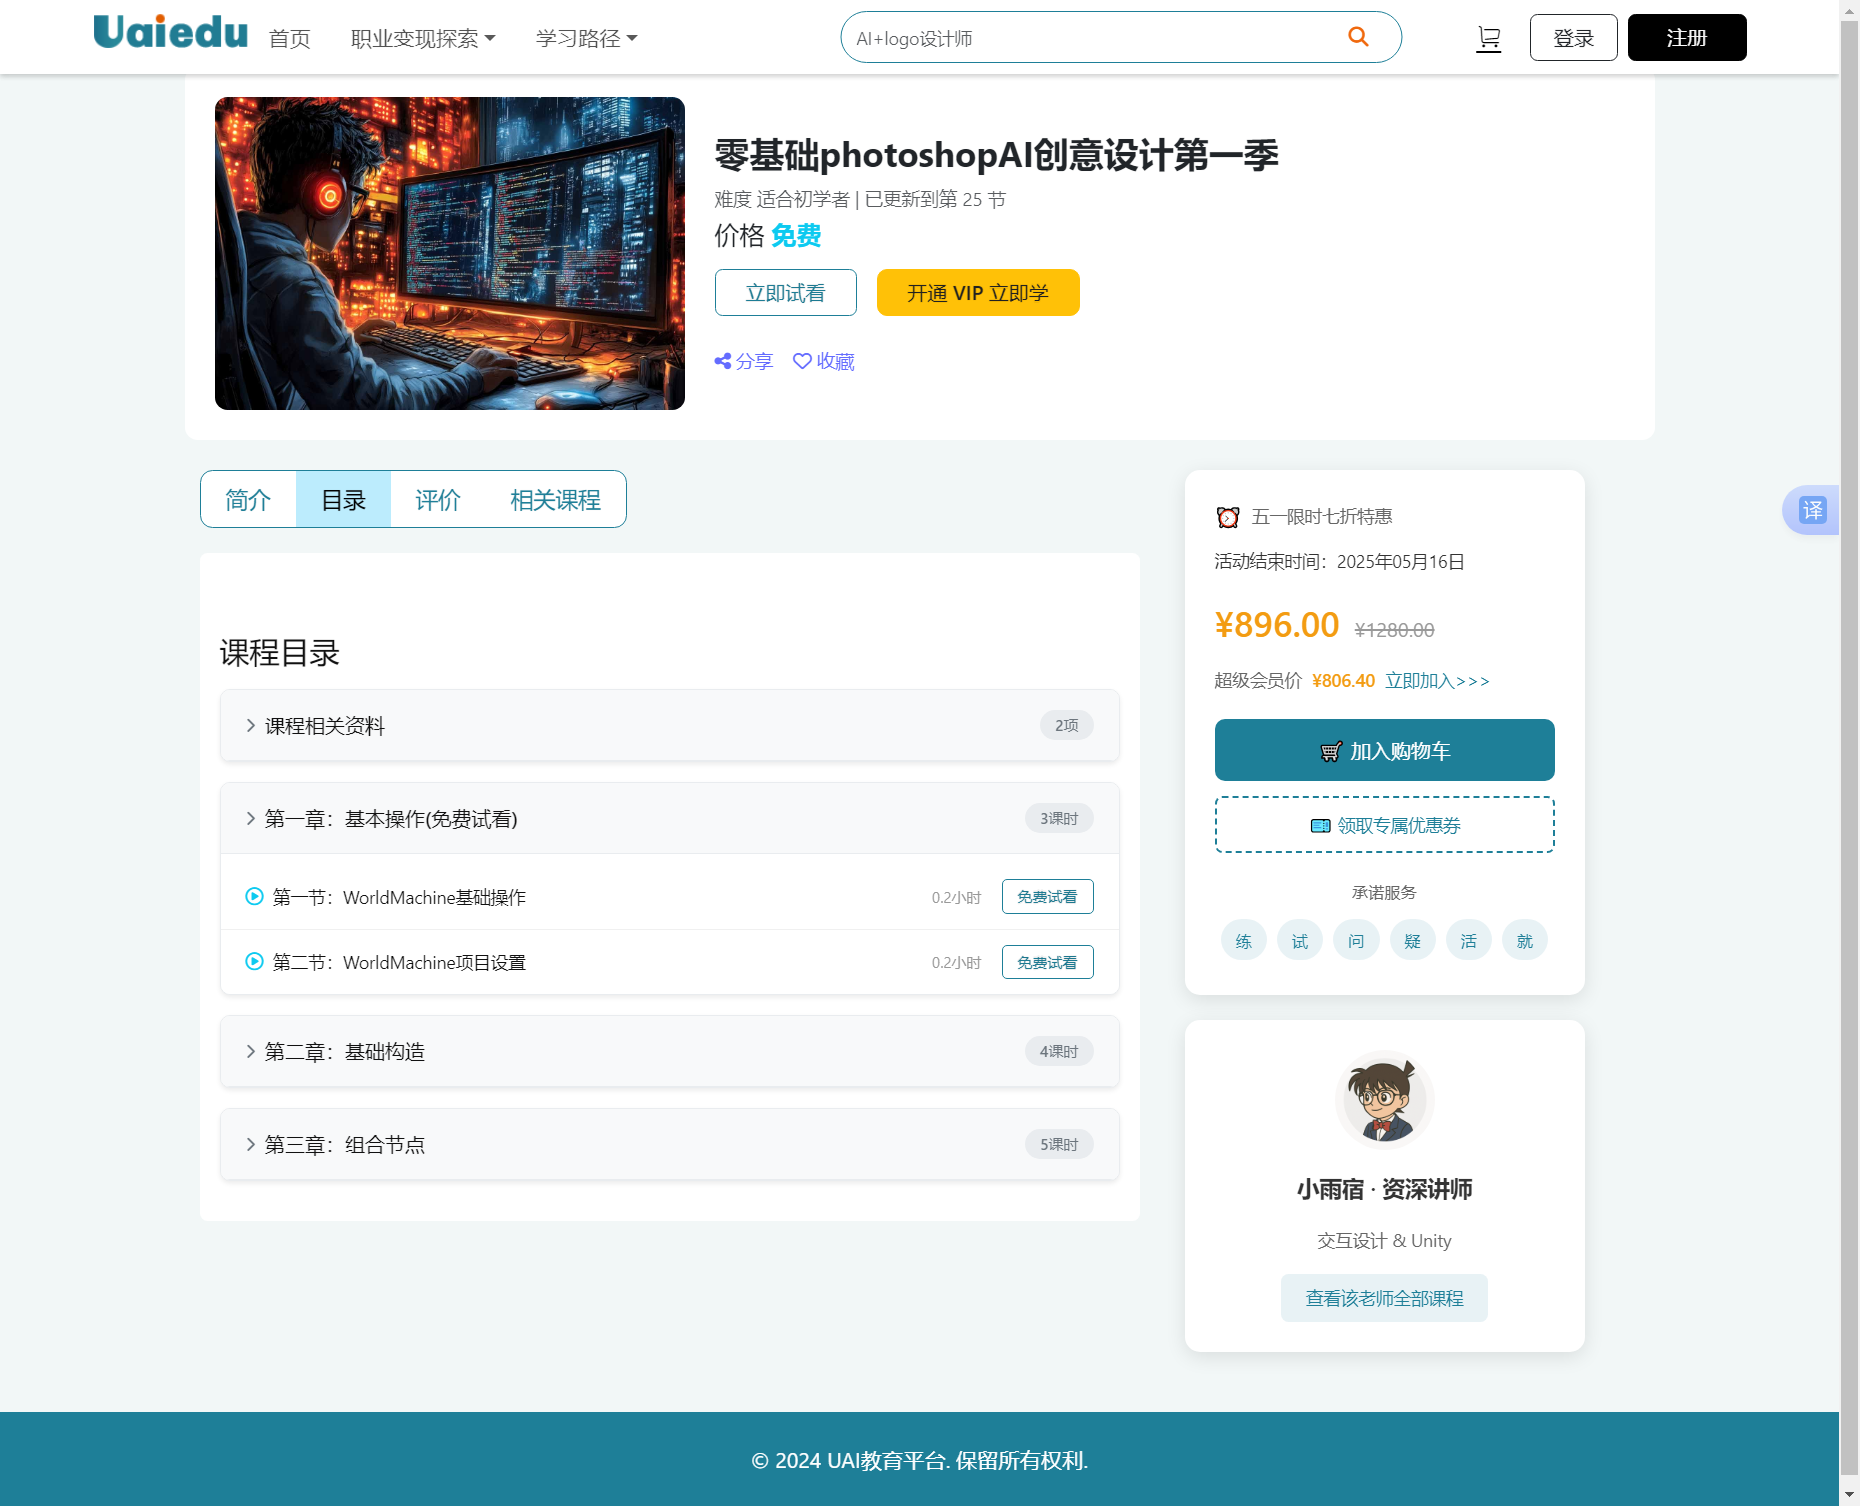 Uaiedu 首页 职业变现探索 学习路径 AI+logo设计师 登录 注册
零基础photoshopAI创意设计第一季
难度 适合初学者 | 已更新到第 25 节
价格 免费
立即试看 开通 VIP 立即学
分享 收藏
简介 目录 评价 相关课程
课程目录
课程相关资料 2项
第一章：基本操作(免费试看) 3课时
第一节：WorldMachine基础操作 0.2小时 免费试看
第二节：WorldMachine项目设置 0.2小时 免费试看
第二章：基础构造 4课时
第三章：组合节点 5课时
五一限时七折特惠
活动结束时间：2025年05月16日
¥896.00 ¥1280.00
超级会员价 ¥806.40 立即加入>>>
加入购物车
领取专属优惠券
承诺服务
练 试 问 疑 活 就
小雨宿 · 资深讲师
交互设计 & Unity
查看该老师全部课程
译
© 2024 UAI教育平台. 保留所有权利.